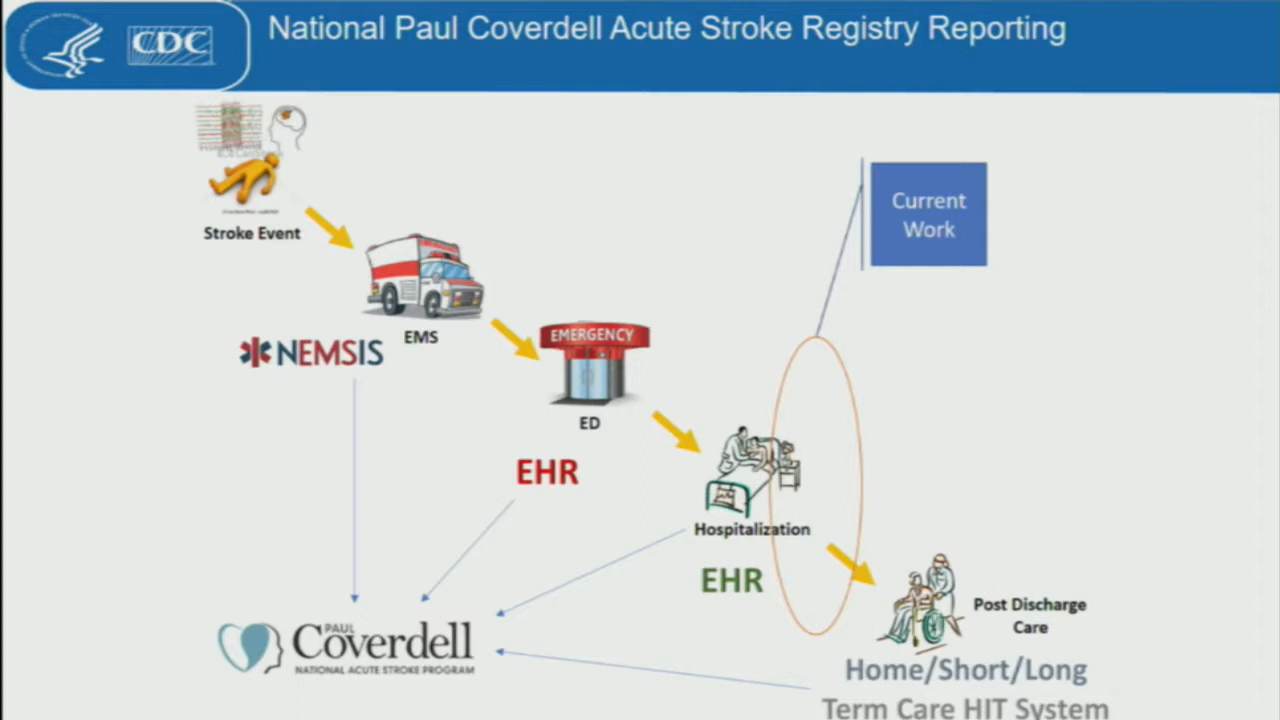 National Paul Coverdell Acute Stroke Registry Reporting
CDC
Stroke Event
Current
Work
EMS
NEMSIS
EMERGENCY
ED
EHR
Hospitalization
EHR
Post Discharge
Care
PAUL
Coverdell
NATIONAL ACUTE STROKE PROGRAM
Home/Short/Long
Term Care HIT System